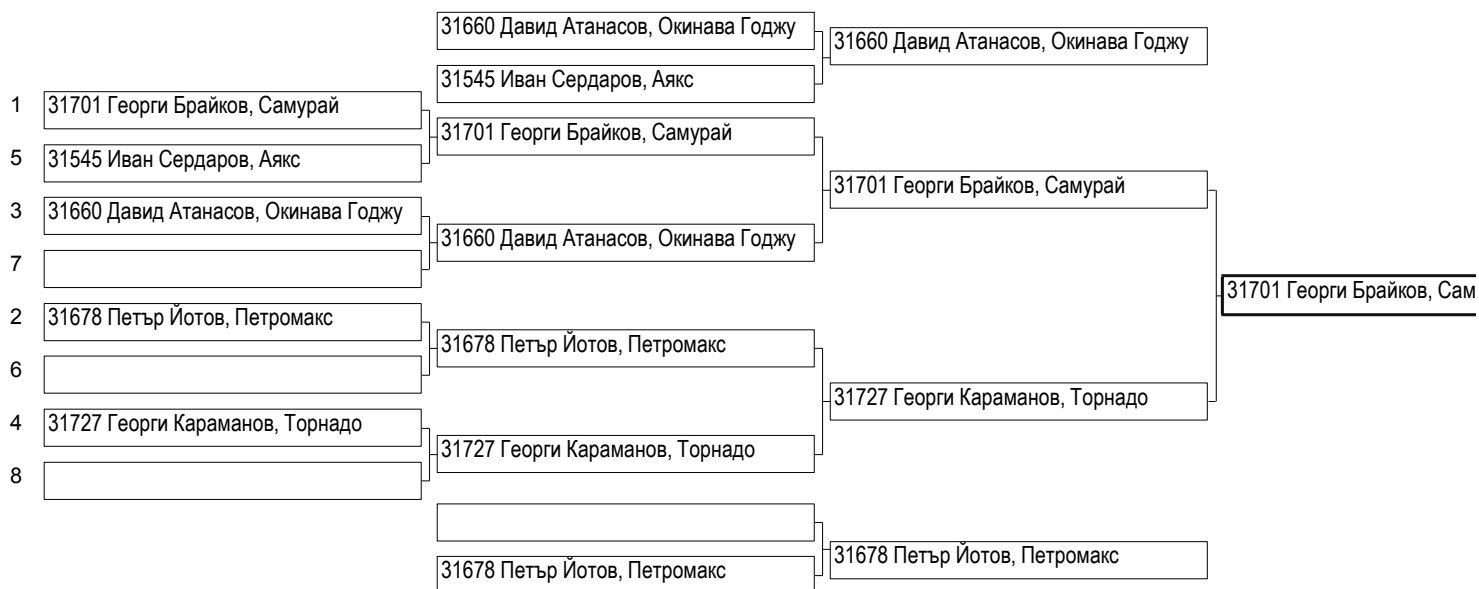 31660 Давид Атанасов, Окинава Годжу
31660 Давид Атанасов, Окинава Годжу
31545 Иван Сердаров, Аякс
1 31701 Георги Брайков, Самурай
31701 Георги Брайков, Самурай
5 31545 Иван Сердаров, Аякс
31701 Георги Брайков, Самурай
3 31660 Давид Атанасов, Окинава Годжу
31660 Давид Атанасов, Окинава Годжу
7
31701 Георги Брайков, Сам
2 31678 Петър Йотов, Петромакс
31678 Петър Йотов, Петромакс
6
31727 Георги Караманов, Торнадо
4 31727 Георги Караманов, Торнадо
31727 Георги Караманов, Торнадо
8
31678 Петър Йотов, Петромакс
31678 Петър Йотов, Петромакс